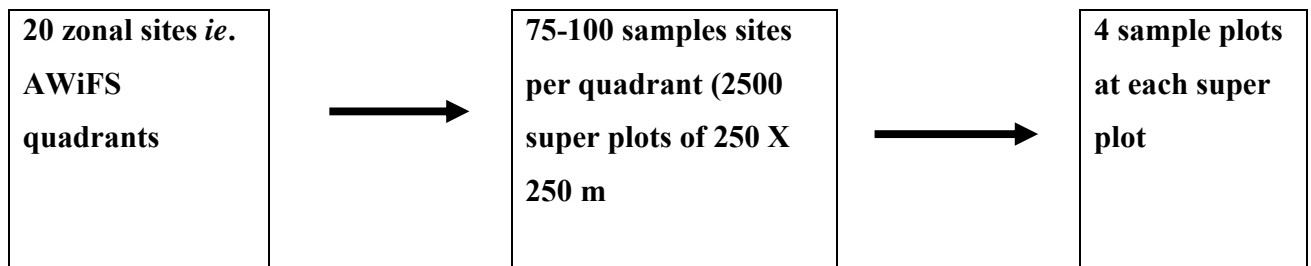 20 zonal sites ie.
AWiFS
quadrants
75-100 samples sites
per quadrant (2500
super plots of 250 X
250 m
4 sample plots
at each super
plot